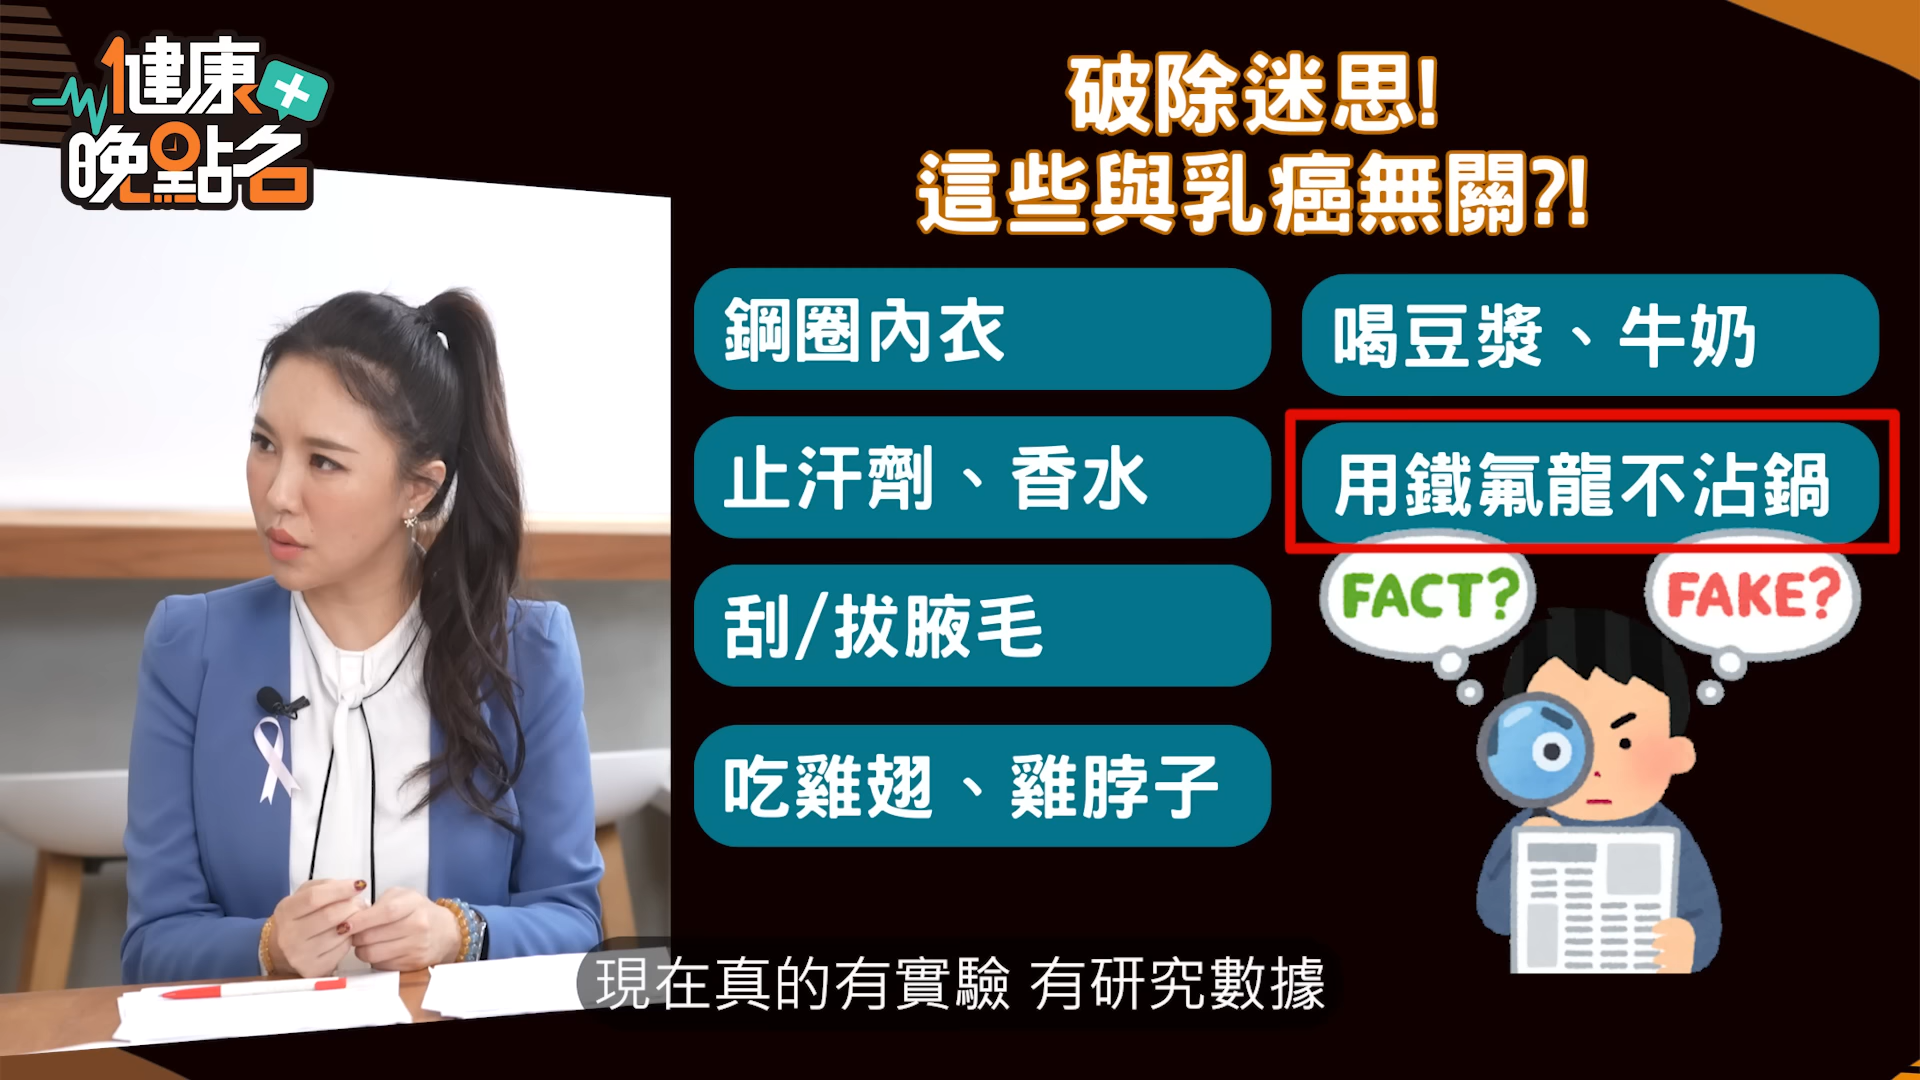 健康
晚點名
破除迷思!
這些與乳癌無關?!
鋼圈內衣
喝豆漿、牛奶
止汗劑、香水
用鐵氟龍不沾鍋
刮/拔腋毛
吃雞翅、雞脖子
FACT?
FAKE?
現在真的有實驗 有研究數據